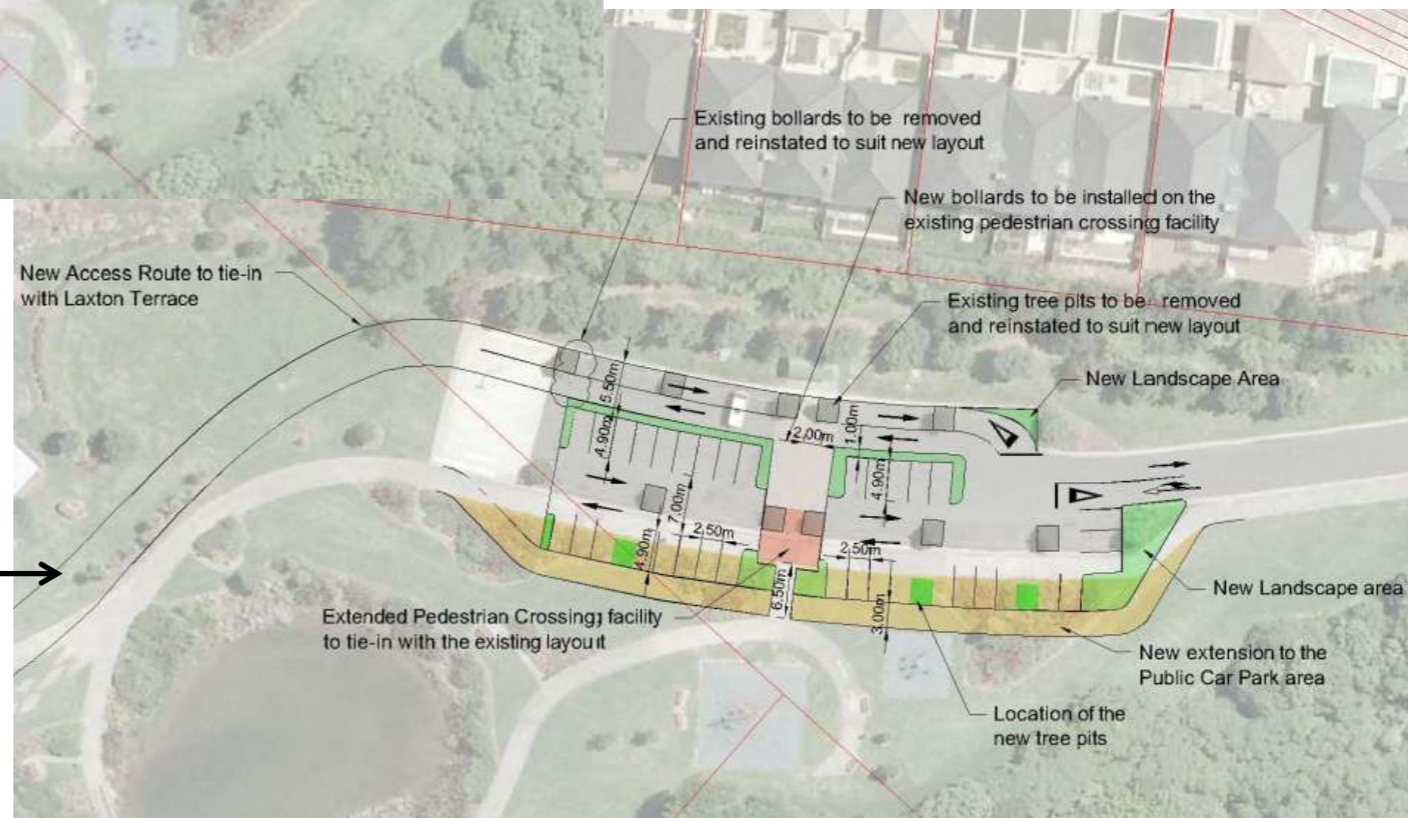 Existing bollards to be removed
and reinstated to suit new layout
New bollards to be installed on the
existing pedestrian crossing facility
New Access Route to tie-in
with Laxton Terrace
Existing tree pits to be removed
and reinstated to suit new layout
New Landscape Area
5.50m
4.90m
2.00m
1.00m
4.90m
7.00m
2.50m
4.90m
2.50m
6.50m
3.00m
New Landscape area
Extended Pedestrian Crossing facility
to tie-in with the existing layout
New extension to the
Public Car Park area
Location of the
new tree pits